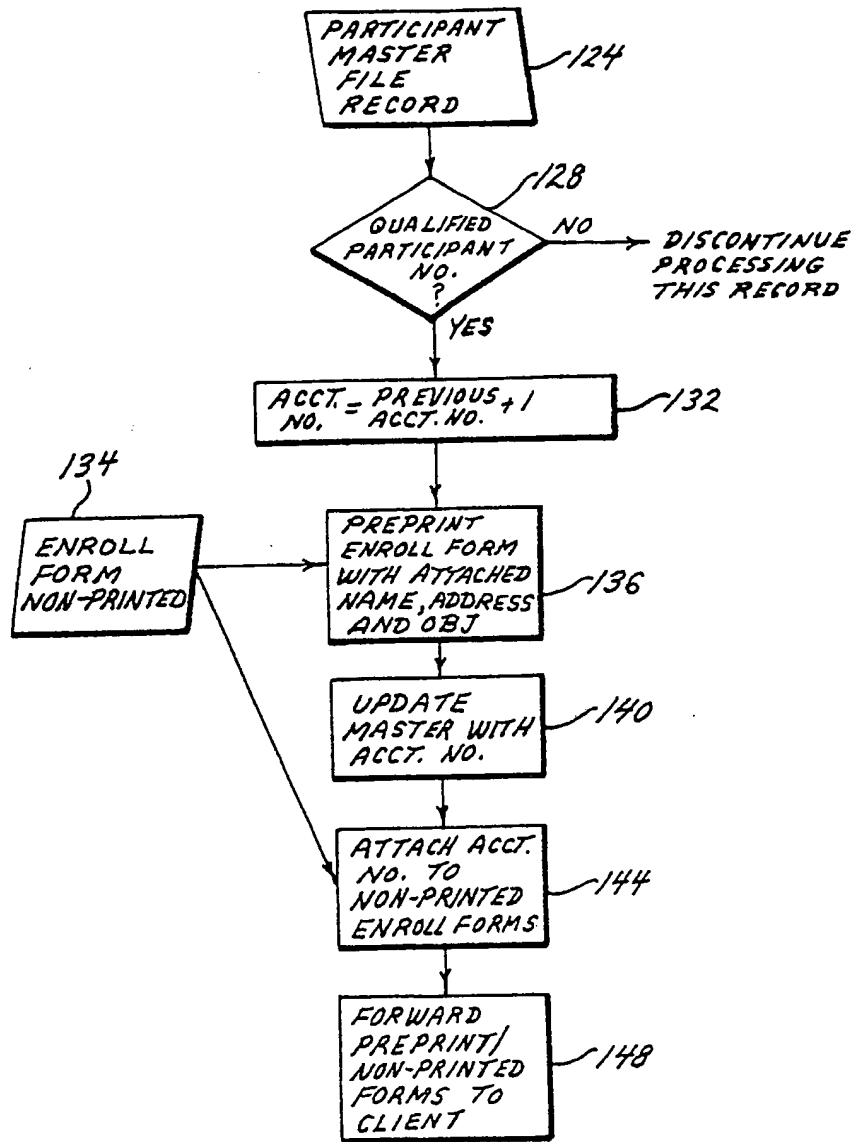 PARTICIPANT
MASTER
FILE
RECORD
124
128
QUALIFIED
PARTICIPANT
NO.
?
NO
DISCONTINUE
PROCESSING
THIS RECORD
YES
ACCT. NO. = PREVIOUS ACCT. NO. + 1
132
134
ENROLL
FORM
NON-PRINTED
PREPRINT
ENROLL FORM
WITH ATTACHED
NAME, ADDRESS
AND OBJ
136
UPDATE
MASTER WITH
ACCT. NO.
140
ATTACH ACCT.
NO. TO
NON-PRINTED
ENROLL FORMS
144
FORWARD
PREPRINT/
NON-PRINTED
FORMS TO
CLIENT
148